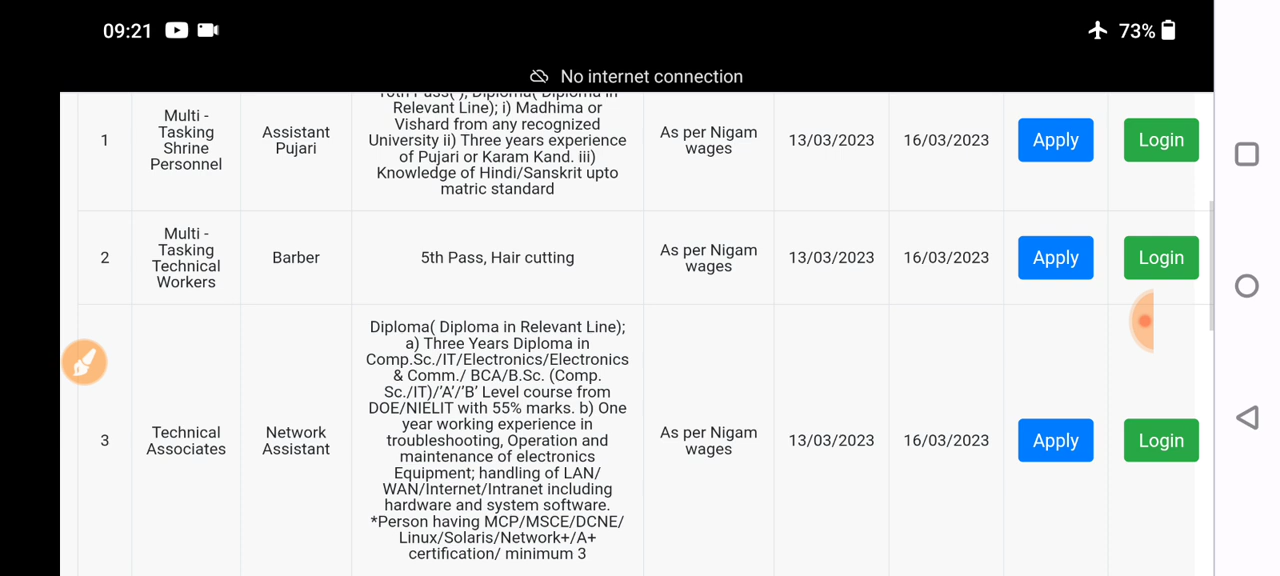 09:21
73%
No internet connection
10th Pass( ); Diploma( Diploma in
Relevant Line); i) Madhima or
Vishard from any recognized
University ii) Three years experience
of Pujari or Karam Kand. iii)
Knowledge of Hindi/Sanskrit upto
matric standard
1
Multi -
Tasking
Shrine
Personnel
Assistant
Pujari
As per Nigam
wages
13/03/2023
16/03/2023
Apply
Login
2
Multi -
Tasking
Technical
Workers
Barber
5th Pass, Hair cutting
As per Nigam
wages
13/03/2023
16/03/2023
Apply
Login
3
Technical
Associates
Network
Assistant
Diploma( Diploma in Relevant Line);
a) Three Years Diploma in
Comp.Sc./IT/Electronics/Electronics
& Comm./ BCA/B.Sc. (Comp.
Sc./IT)/’A’/’B’ Level course from
DOE/NIELIT with 55% marks. b) One
year working experience in
troubleshooting, Operation and
maintenance of electronics
Equipment; handling of LAN/
WAN/Internet/Intranet including
hardware and system software.
*Person having MCP/MSCE/DCNE/
Linux/Solaris/Network+/A+
certification/ minimum 3
As per Nigam
wages
13/03/2023
16/03/2023
Apply
Login